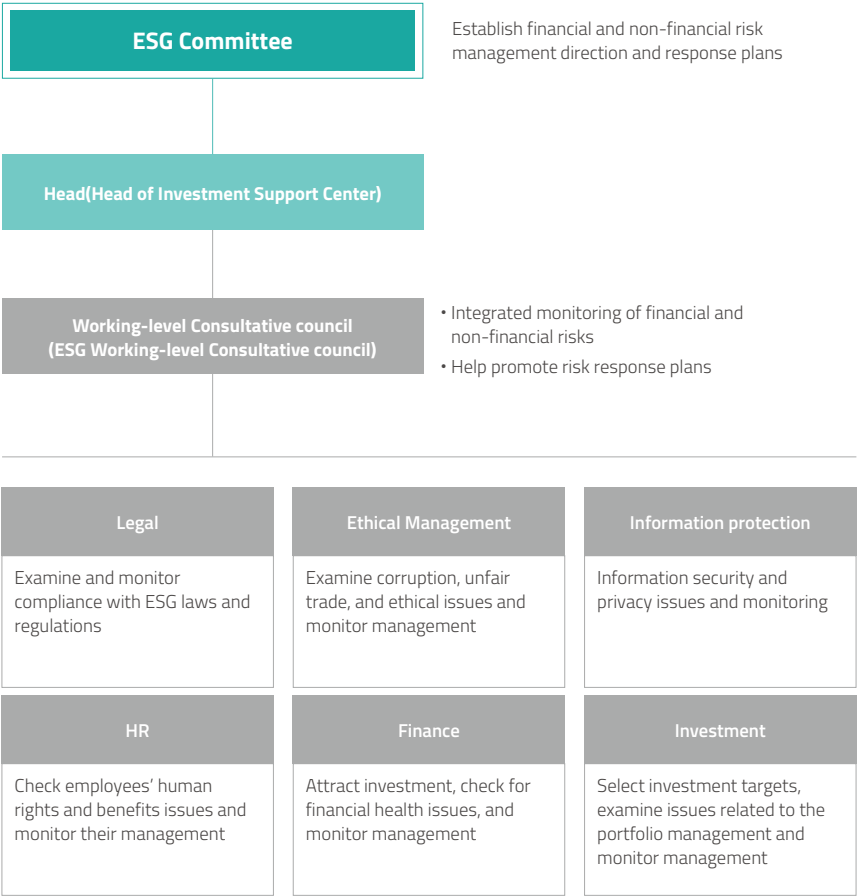 ESG Committee
Establish financial and non-financial risk
management direction and response plans
Head(Head of Investment Support Center)
Working-level Consultative council
(ESG Working-level Consultative council)
• Integrated monitoring of financial and
non-financial risks
• Help promote risk response plans
Legal
Examine and monitor
compliance with ESG laws and
regulations
Ethical Management
Examine corruption, unfair
trade, and ethical issues and
monitor management
Information protection
Information security and
privacy issues and monitoring
HR
Check employees’ human
rights and benefits issues and
monitor their management
Finance
Attract investment, check for
financial health issues, and
monitor management
Investment
Select investment targets,
examine issues related to the
portfolio management and
monitor management